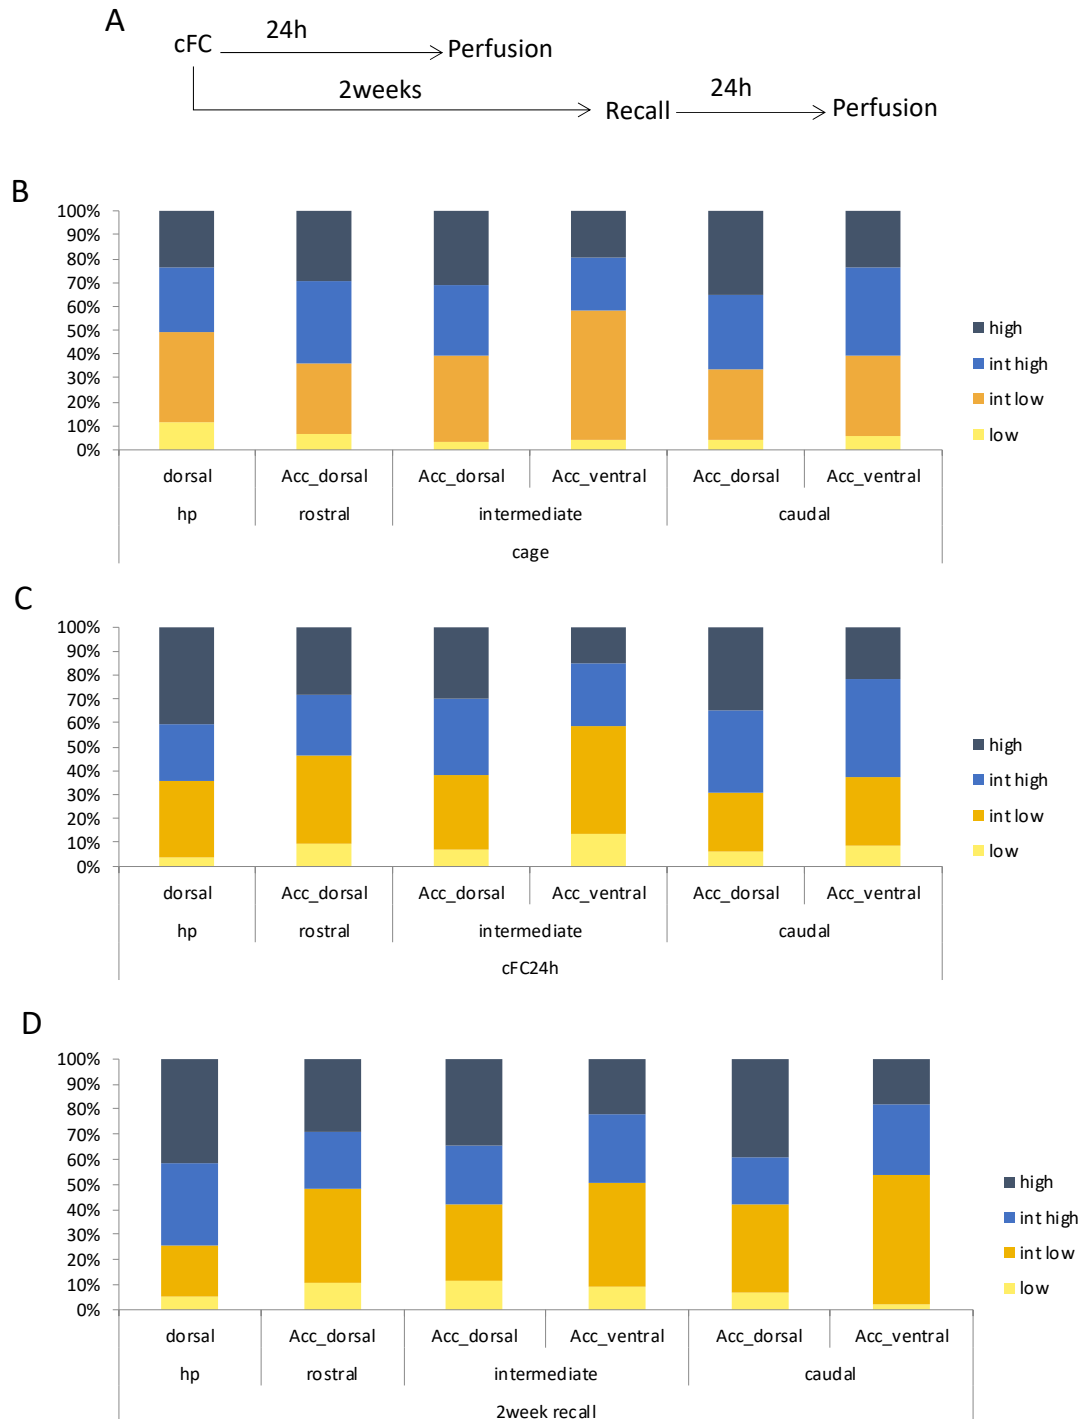 A
cFC 24h Perfusion
2weeks Recall 24h Perfusion
B
100%
90%
80%
70%
60%
50%
40%
30%
20%
10%
0%
high
int high
int low
low
dorsal Acc_dorsal Acc_dorsal Acc_ventral Acc_dorsal Acc_ventral
hp rostral intermediate caudal
cage
C
100%
90%
80%
70%
60%
50%
40%
30%
20%
10%
0%
high
int high
int low
low
dorsal Acc_dorsal Acc_dorsal Acc_ventral Acc_dorsal Acc_ventral
hp rostral intermediate caudal
cFC24h
D
100%
90%
80%
70%
60%
50%
40%
30%
20%
10%
0%
high
int high
int low
low
dorsal Acc_dorsal Acc_dorsal Acc_ventral Acc_dorsal Acc_ventral
hp rostral intermediate caudal
2week recall